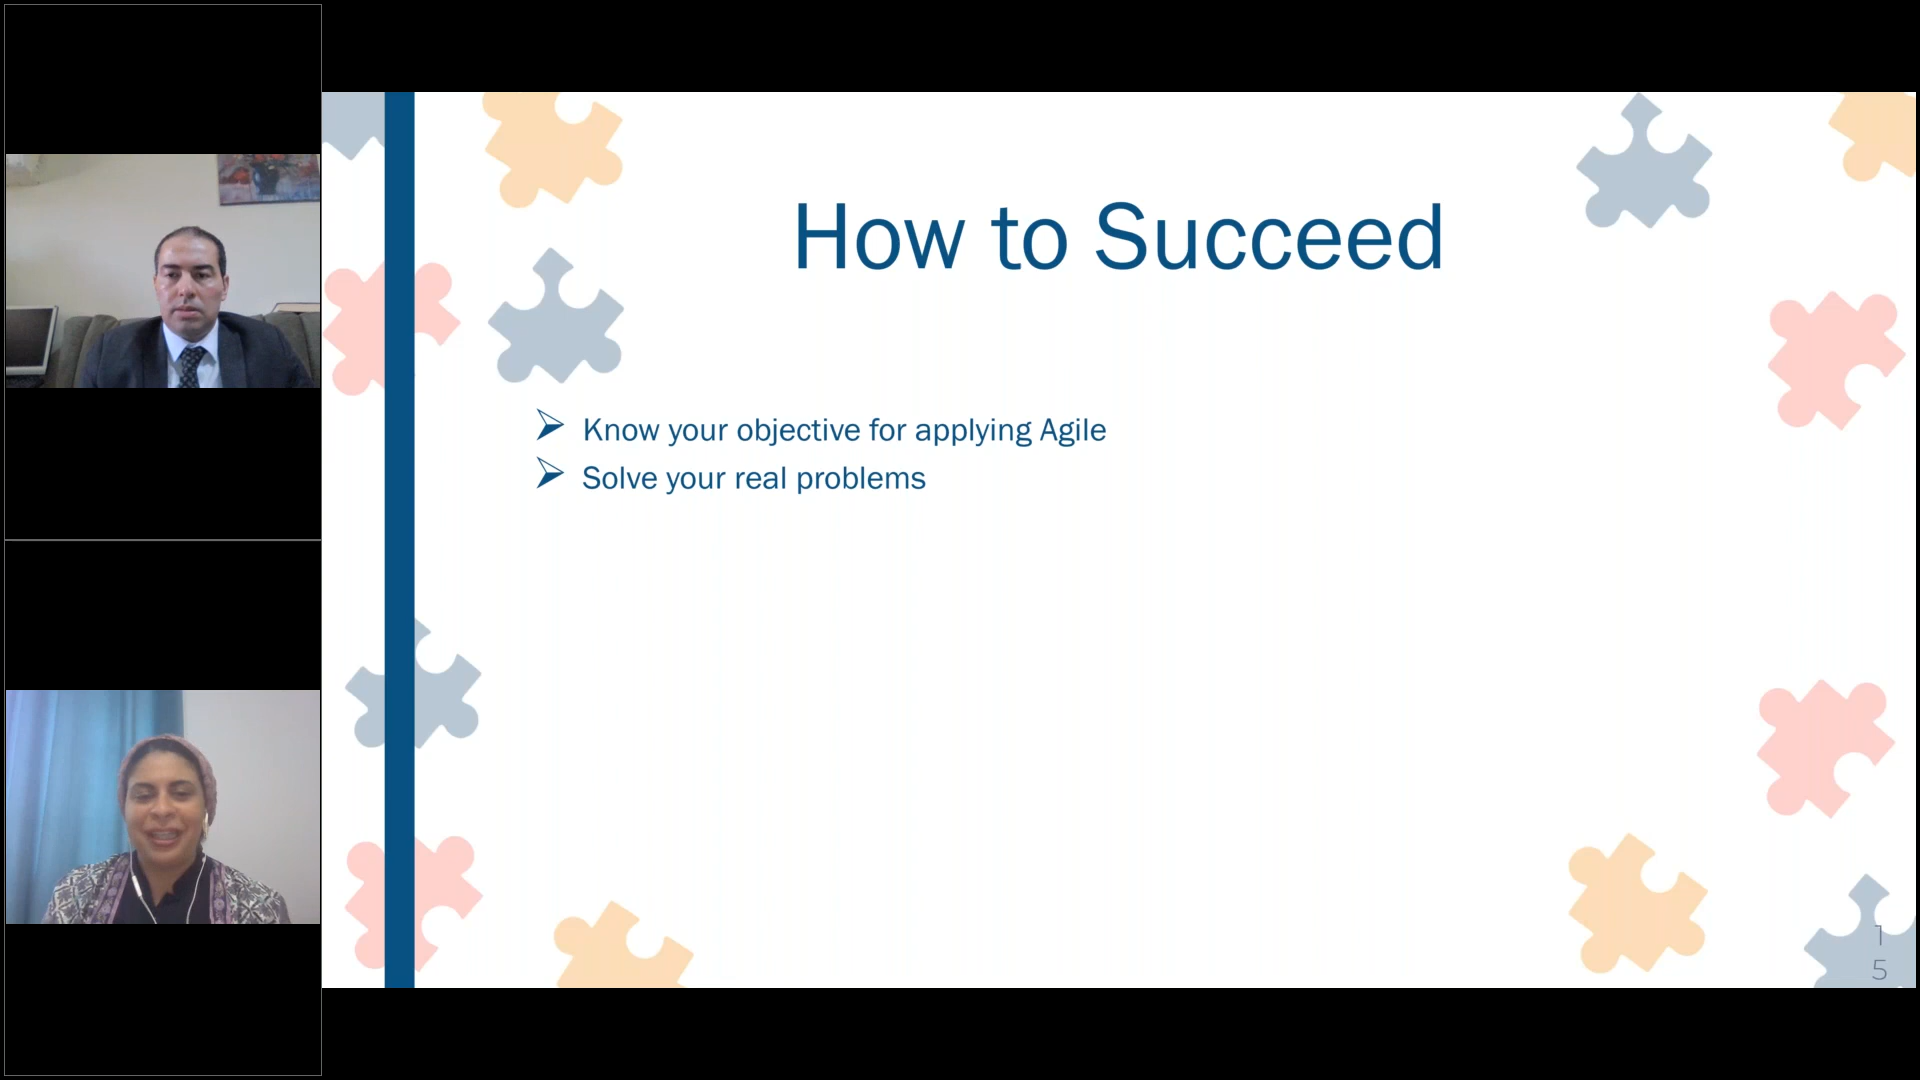 How to Succeed
Know your objective for applying Agile
Solve your real problems
1
5